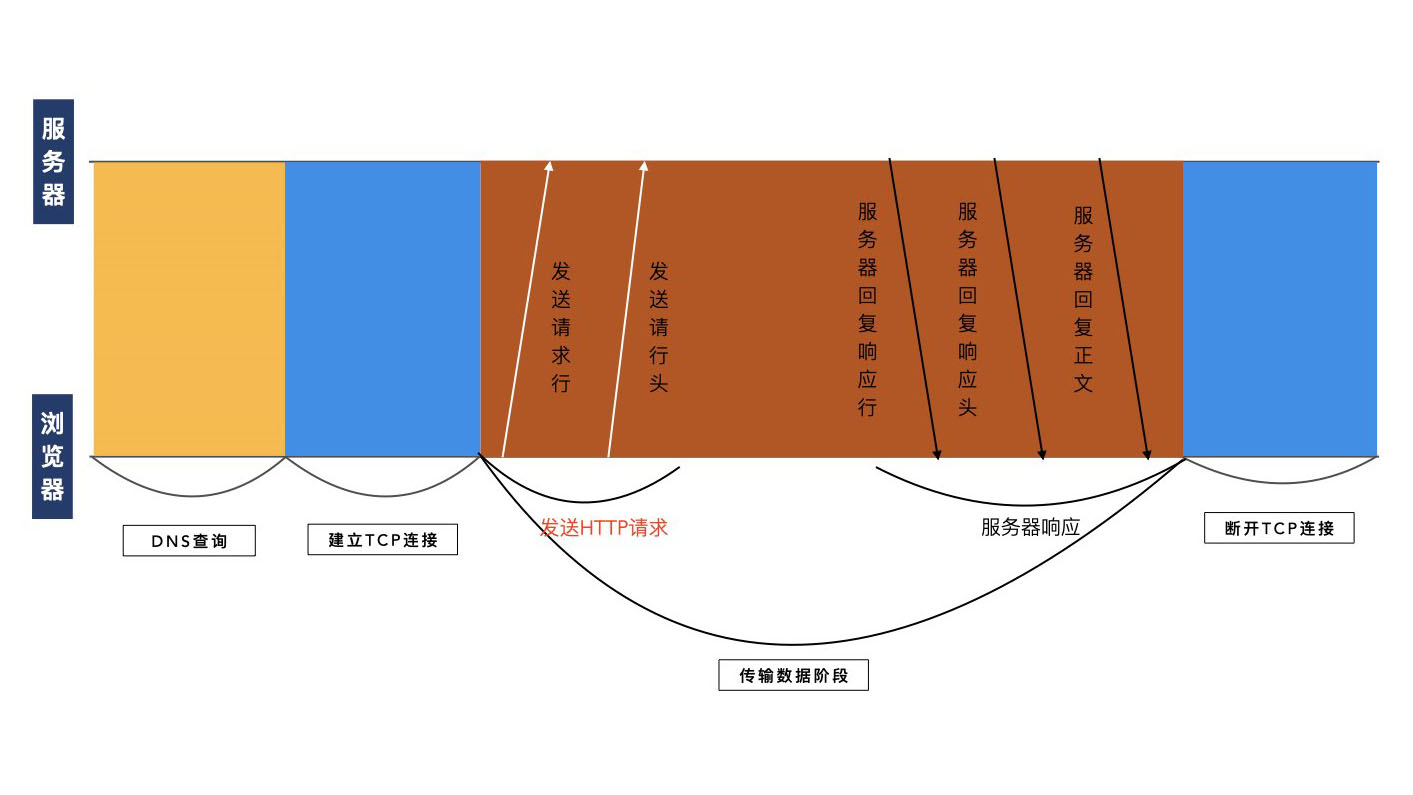 服务器
发送请求行
发送请行头
服务器回复响应行
服务器回复响应头
服务器回复正文
浏览器
DNS查询
建立TCP连接
发送HTTP请求
服务器响应
断开TCP连接
传输数据阶段